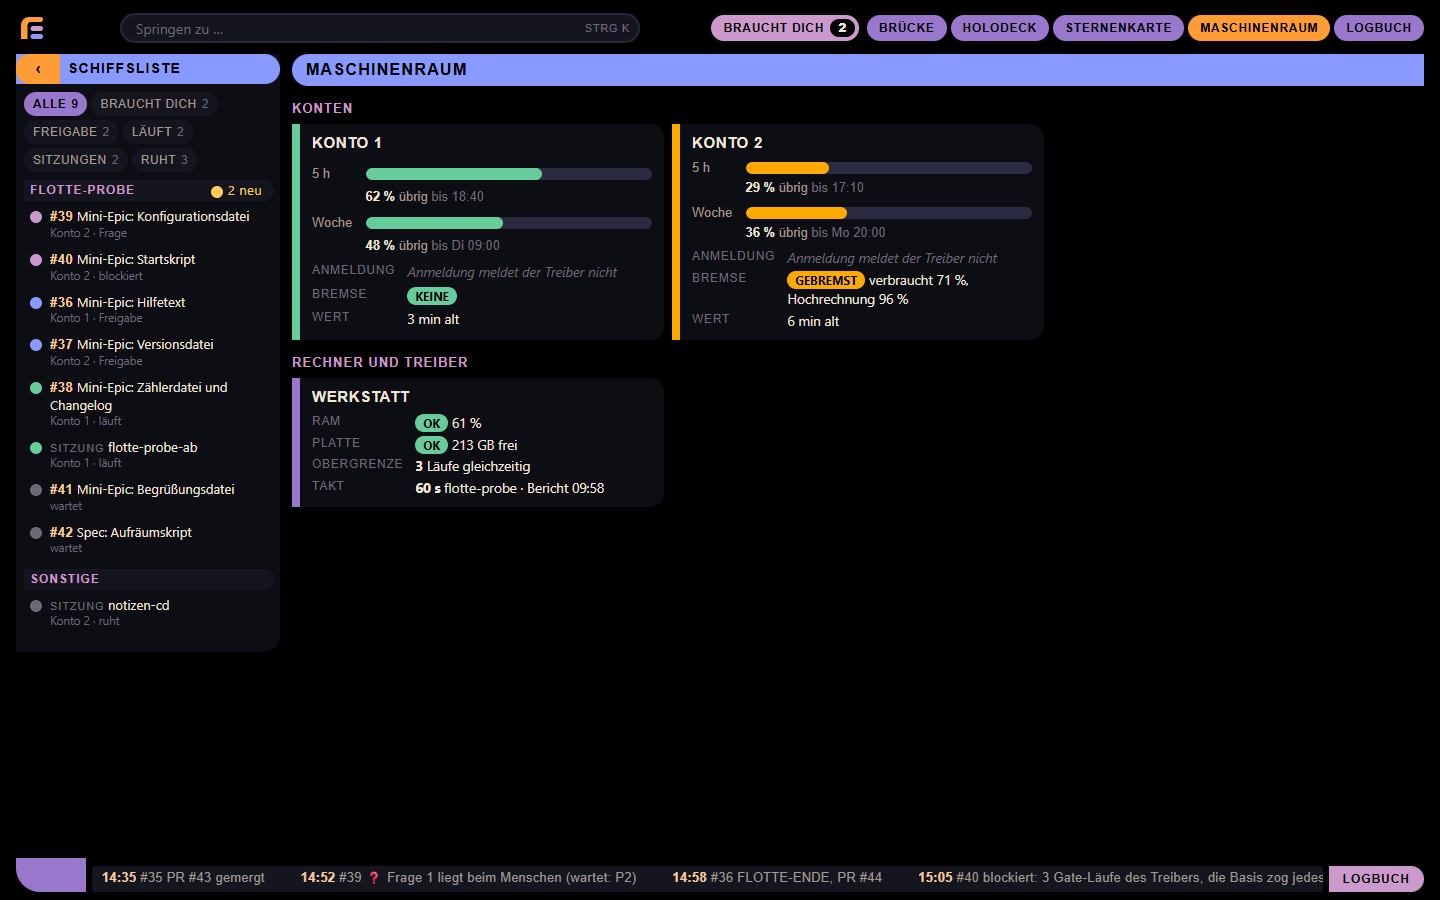 Springen zu ...
STRG K
BRAUCHT DICH 2
BRÜCKE
HOLODECK
STERNENKARTE
MASCHINENRAUM
LOGBUCH
‹ SCHIFFSLISTE
ALLE 9
BRAUCHT DICH 2
FREIGABE 2
LÄUFT 2
SITZUNGEN 2
RUHT 3
FLOTTE-PROBE 2 neu
#39 Mini-Epic: Konfigurationsdatei
Konto 2 · Frage
#40 Mini-Epic: Startskript
Konto 2 · blockiert
#36 Mini-Epic: Hilfetext
Konto 1 · Freigabe
#37 Mini-Epic: Versionsdatei
Konto 2 · Freigabe
#38 Mini-Epic: Zählerdatei und
Changelog
Konto 1 · läuft
SITZUNG flotte-probe-ab
Konto 1 · läuft
#41 Mini-Epic: Begrüßungsdatei
wartet
#42 Spec: Aufräumskript
wartet
SONSTIGE
SITZUNG notizen-cd
Konto 2 · ruht
MASCHINENRAUM
KONTEN
KONTO 1
5 h
62 % übrig bis 18:40
Woche
48 % übrig bis Di 09:00
ANMELDUNG Anmeldung meldet der Treiber nicht
BREMSE KEINE
WERT 3 min alt
KONTO 2
5 h
29 % übrig bis 17:10
Woche
36 % übrig bis Mo 20:00
ANMELDUNG Anmeldung meldet der Treiber nicht
BREMSE GEBREMST verbraucht 71 %,
Hochrechnung 96 %
WERT 6 min alt
RECHNER UND TREIBER
WERKSTATT
RAM OK 61 %
PLATTE OK 213 GB frei
OBERGRENZE 3 Läufe gleichzeitig
TAKT 60 s flotte-probe · Bericht 09:58
14:35 #35 PR #43 gemergt
14:52 #39 ❓ Frage 1 liegt beim Menschen (wartet: P2)
14:58 #36 FLOTTE-ENDE, PR #44
15:05 #40 blockiert: 3 Gate-Läufe des Treibers, die Basis zog jedes
LOGBUCH